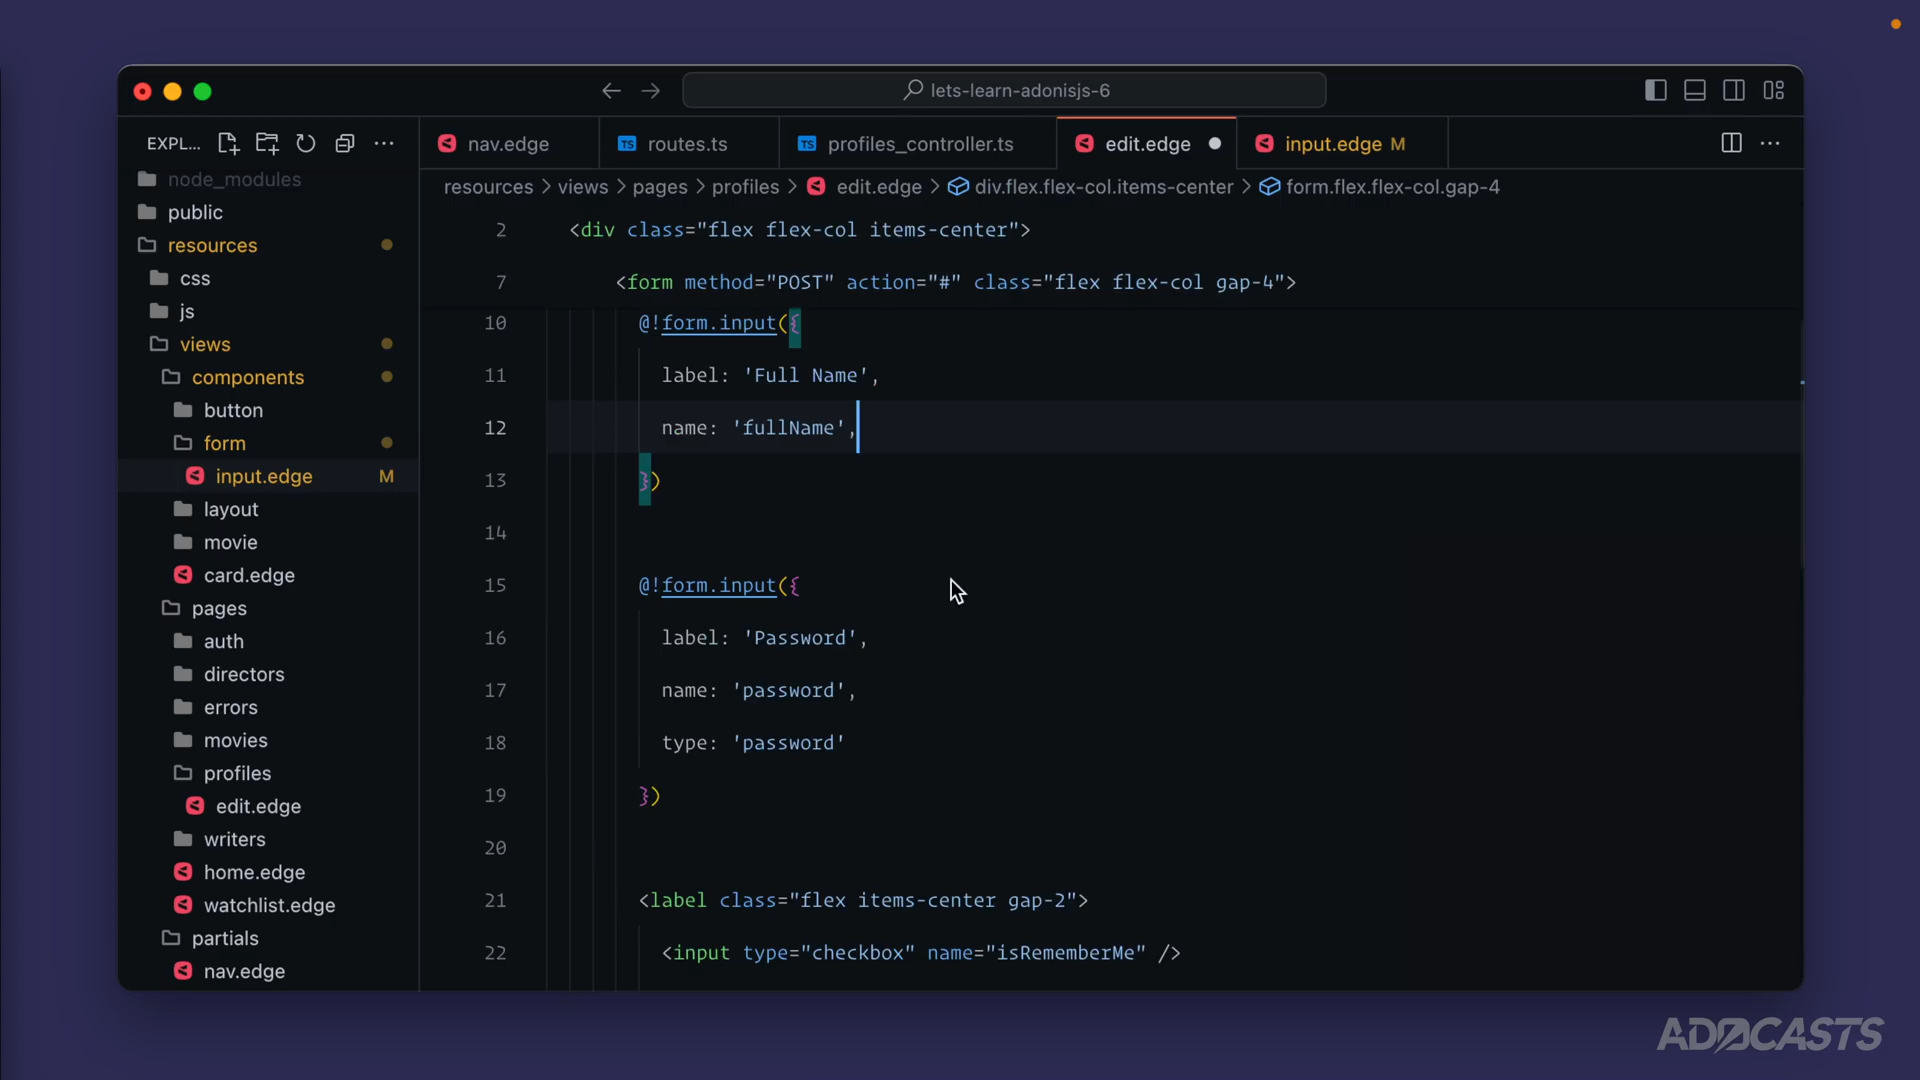 lets-learn-adonisjs-6
EXPL...
nav.edge
routes.ts
profiles_controller.ts
edit.edge
input.edge M
resources > views > pages > profiles > edit.edge > div.flex.flex-col.items-center > form.flex.flex-col.gap-4
node_modules
public
resources
css
js
views
components
button
form
input.edge M
layout
movie
card.edge
pages
auth
directors
errors
movies
profiles
edit.edge
writers
home.edge
watchlist.edge
partials
nav.edge
2 <div class="flex flex-col items-center">
7 <form method="POST" action="#" class="flex flex-col gap-4">
10 @!form.input({
11 label: 'Full Name',
12 name: 'fullName',
13 })
14
15 @!form.input({
16 label: 'Password',
17 name: 'password',
18 type: 'password'
19 })
20
21 <label class="flex items-center gap-2">
22 <input type="checkbox" name="isRememberMe" />
ADOCASTS